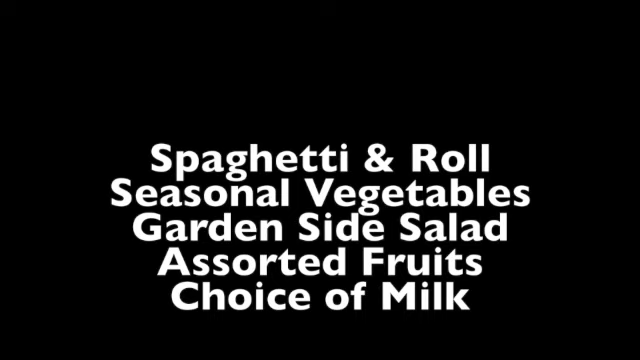 Spaghetti & Roll
Seasonal Vegetables
Garden Side Salad
Assorted Fruits
Choice of Milk